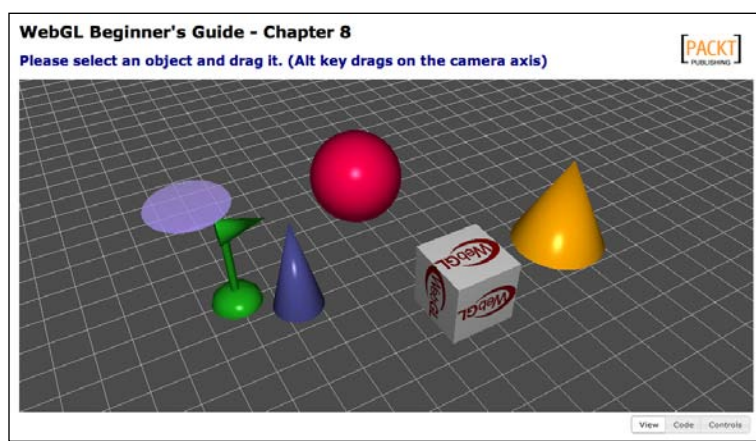 WebGL Beginner's Guide - Chapter 8
Please select an object and drag it. (Alt key drags on the camera axis)
[PACKT]
PUBLISHING
WebGL
WebGL
WebGL
View Code Controls